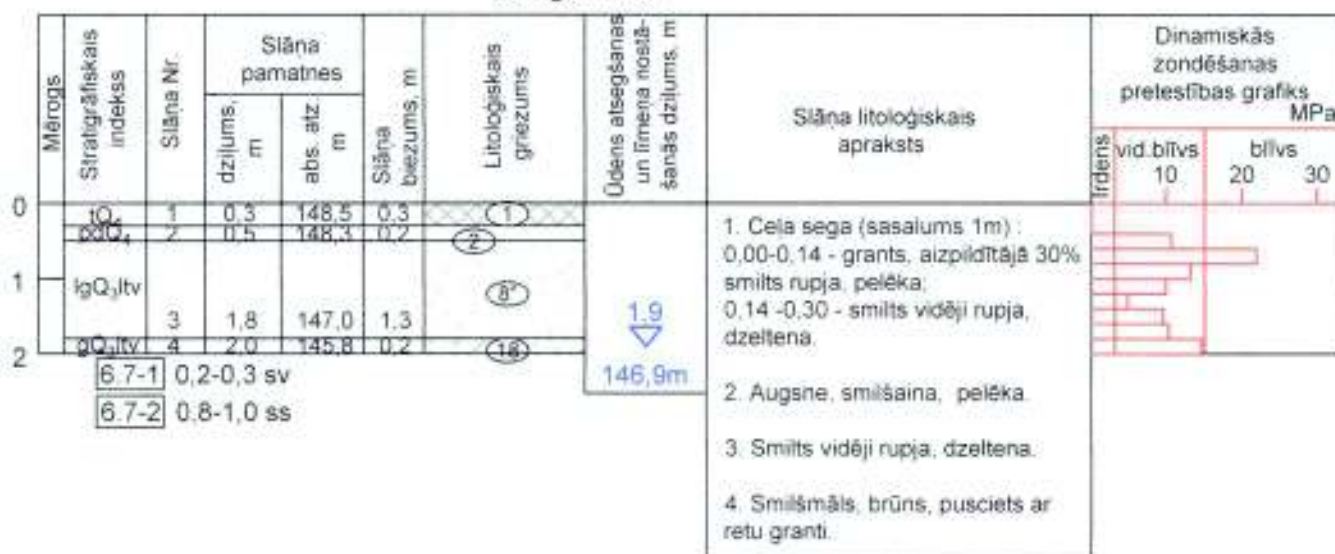 Mērogs
Stratigrāfiskais
indekss
Slāņa Nr.
Slāņa
pamatnes
dziļums,
m
abs. atz.
m
Slāņa
biezums, m
Litoloģiskais
griezums
Ūdens atsegšanas
un līmeņa nostā-
šanās dziļums, m
Slāņa litoloģiskais
apraksts
Dinamiskās
zondēšanas
pretestības grafiks
MPa
irdens
vid.blīvs
blīvs
10 20 30
0
tQ4 1 0,3 148,5 0,3 1
pdQ4 2 0,5 148,3 0,2 2
1
lgQ3ltv
3 1,8 147,0 1,3 8
gQ3ltv 4 2,0 145,8 0,2 18
2
1,9
146,9m
6.7-1 0,2-0,3 sv
6.7-2 0,8-1,0 ss
1. Ceļa sega (sasalums 1m) :
0,00-0,14 - grants, aizpildītājā 30%
smilts rupja, pelēka;
0,14 -0,30 - smilts vidēji rupja,
dzeltena.
2. Augsne, smilšaina, pelēka.
3. Smilts vidēji rupja, dzeltena.
4. Smilšmāls, brūns, pusciets ar
retu granti.